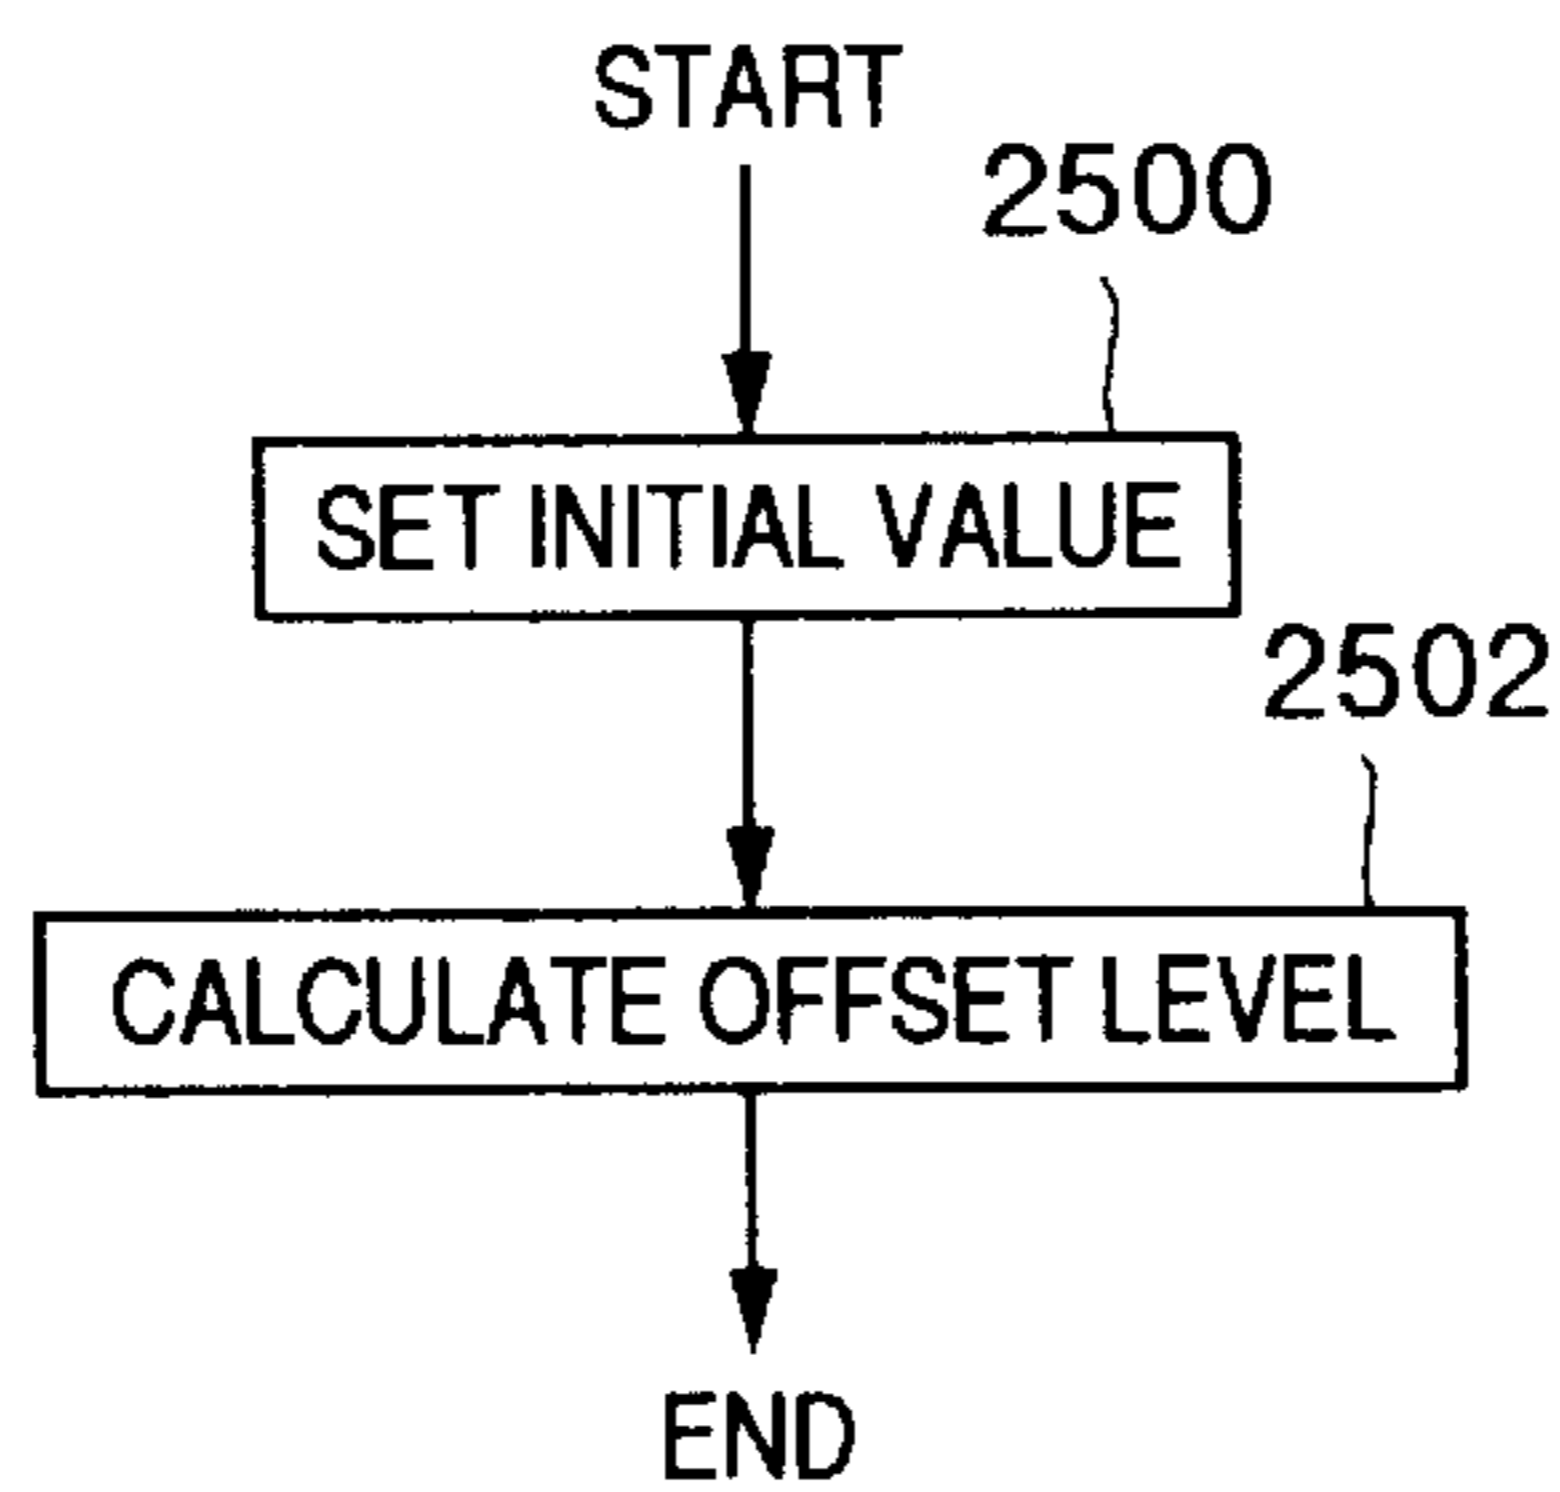 START
2500
SET INITIAL VALUE
2502
CALCULATE OFFSET LEVEL
END